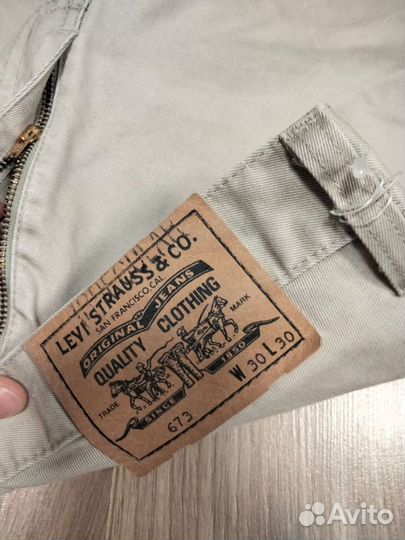 LEVI STRAUSS & CO.
SAN FRANCISCO, CAL.
ORIGINAL JEANS
QUALITY CLOTHING
TRADE MARK
SINCE 1850
673
W 30 L 30
Avito